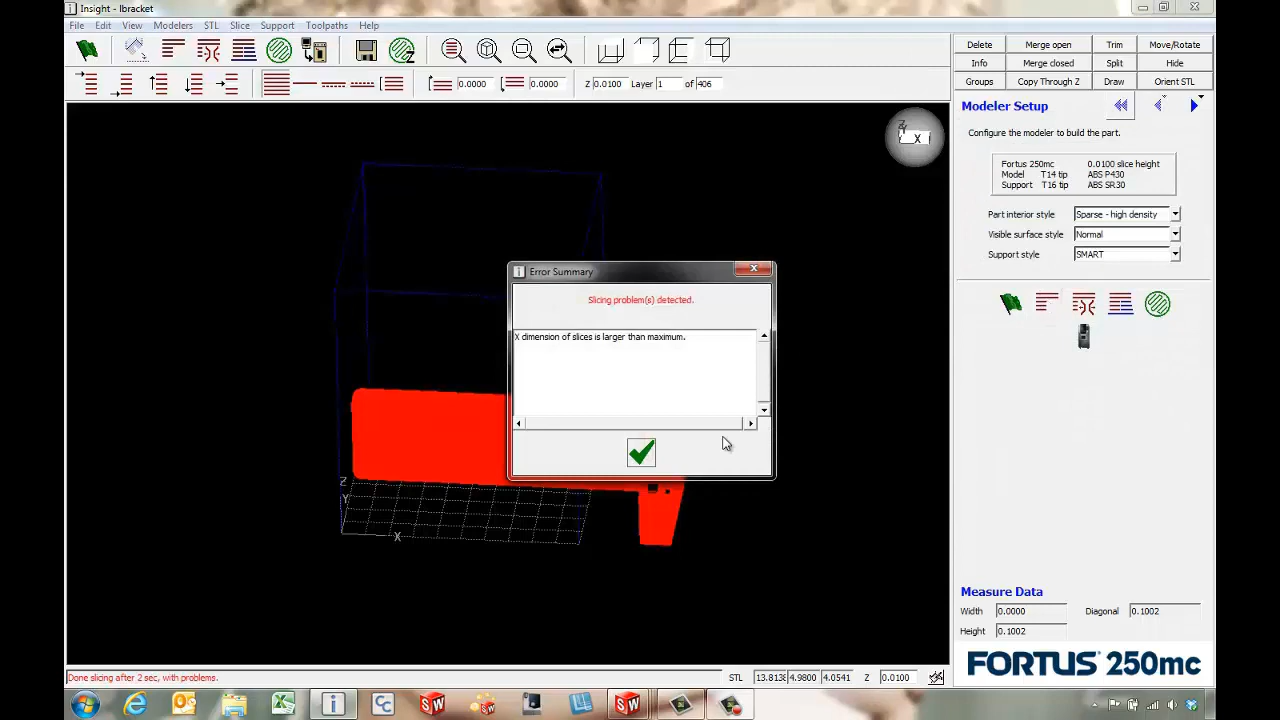 Insight - lbracket
File Edit View Modelers STL Slice Support Toolpaths Help
Delete Merge open Trim Move/Rotate
Info Merge closed Split Hide
Groups Copy Through Z Draw Orient STL
0.0000 0.0000 Z 0.0100 Layer 1 of 406
Modeler Setup
Configure the modeler to build the part.
Fortus 250mc 0.0100 slice height
Model T14 tip ABS P430
Support T16 tip ABS SR30
Part interior style Sparse - high density
Visible surface style Normal
Support style SMART
Z
Y
X
Error Summary
Slicing problem(s) detected.
X dimension of slices is larger than maximum.
Z
Y
X
Measure Data
Width 0.0000 Diagonal 0.1002
Height 0.1002
FORTUS 250mc
Done slicing after 2 sec, with problems.
STL 13.813 4.9800 4.0541 Z 0.0100